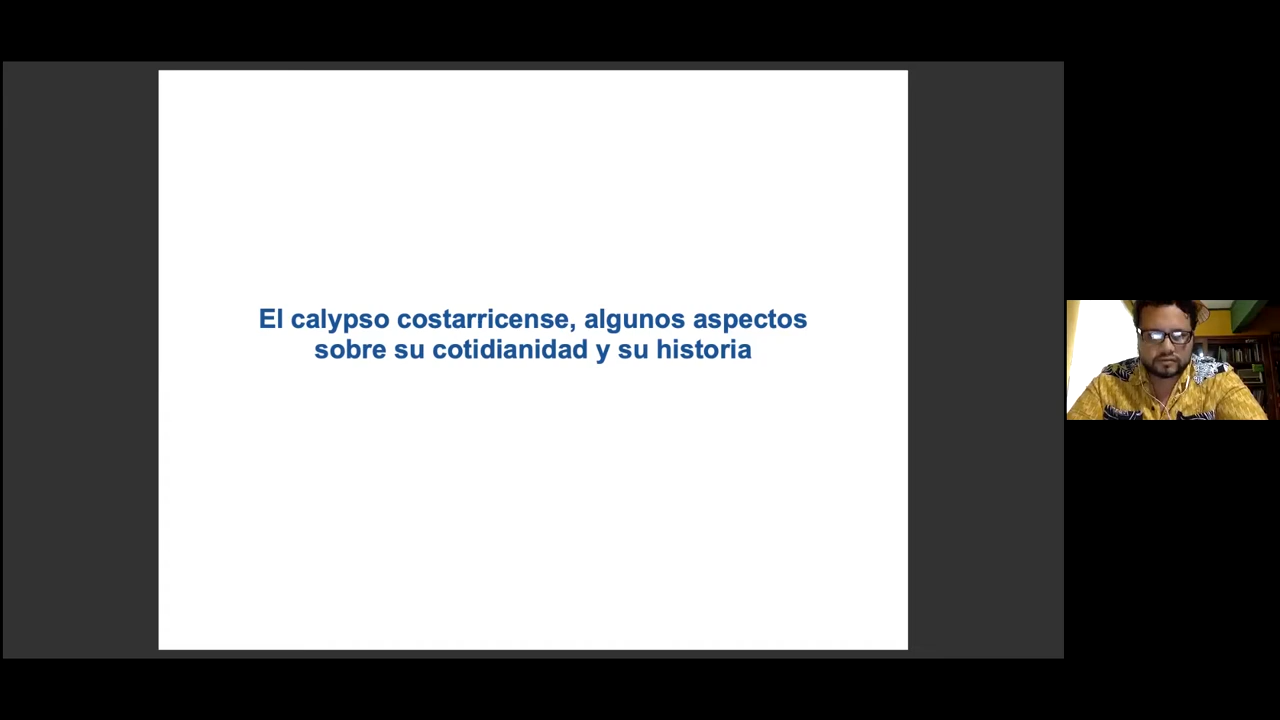 El calypso costarricense, algunos aspectos
sobre su cotidianidad y su historia